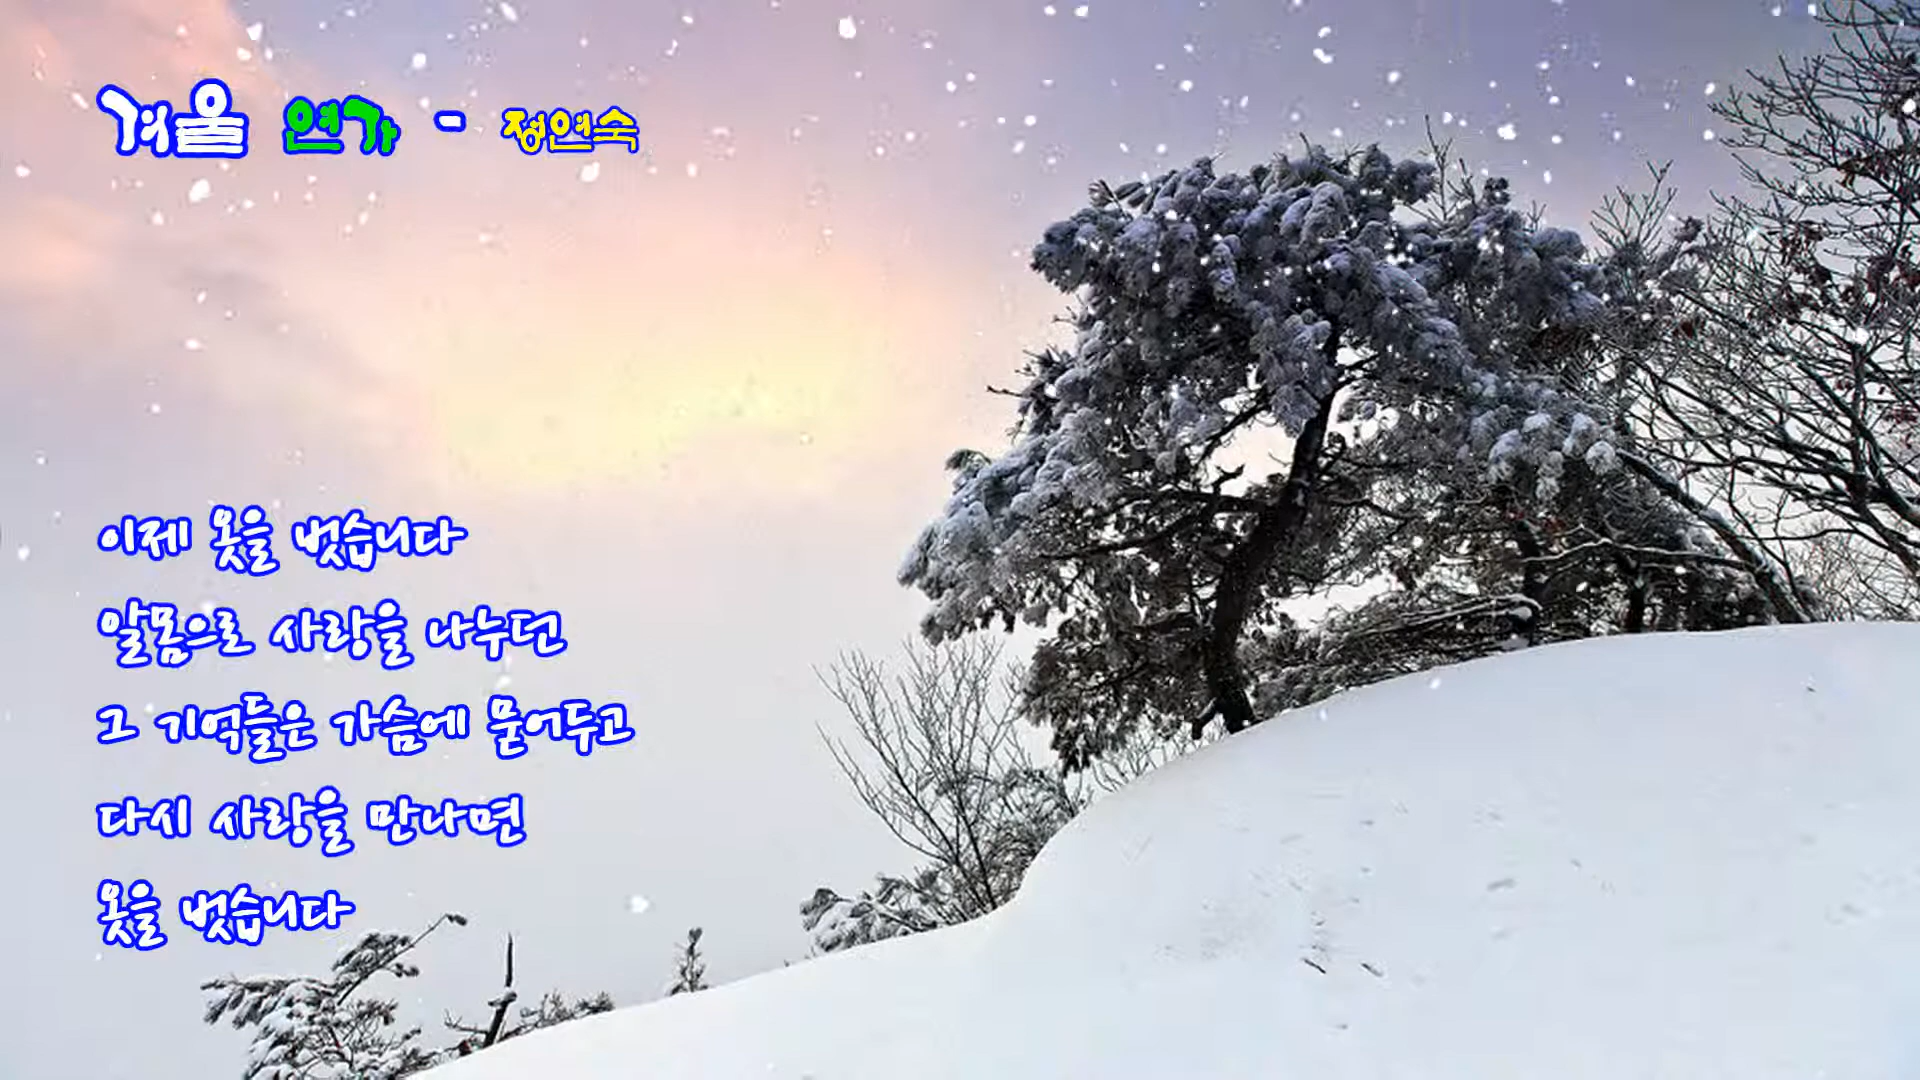 겨울 연가 - 정연숙
이제 옷을 벗습니다
알몸으로 사랑을 나누던
그 기억들은 가슴에 묻어두고
다시 사랑을 만나면
옷을 벗습니다